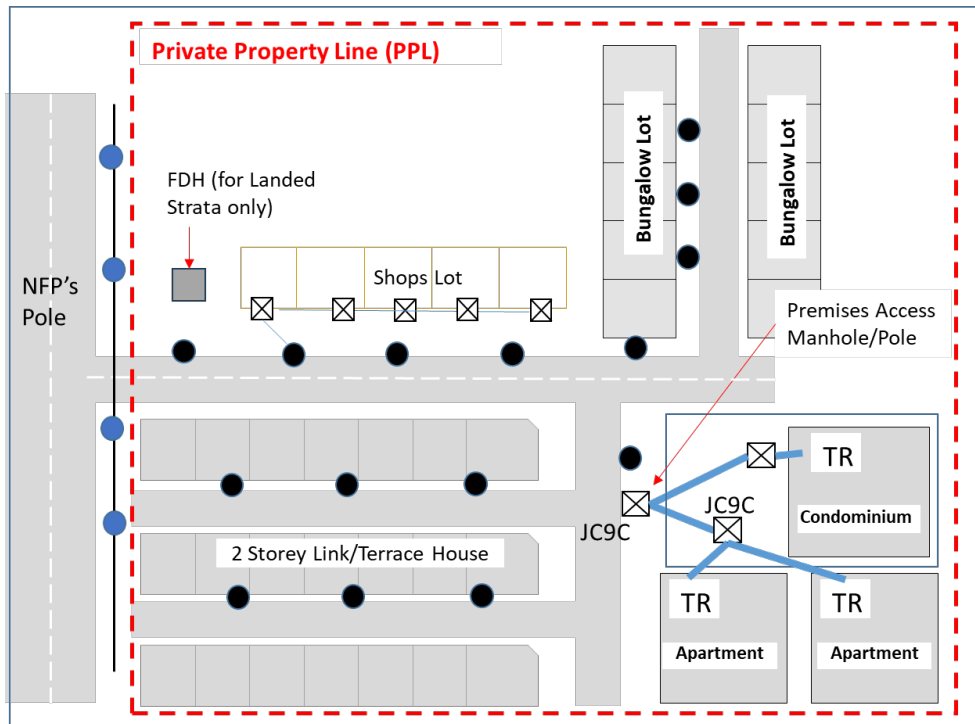 Private Property Line (PPL)
Bungalow Lot
Bungalow Lot
FDH (for Landed
Strata only)
NFP's
Pole
Shops Lot
Premises Access
Manhole/Pole
TR
JC9C
Condominium
JC9C
2 Storey Link/Terrace House
TR
TR
Apartment
Apartment